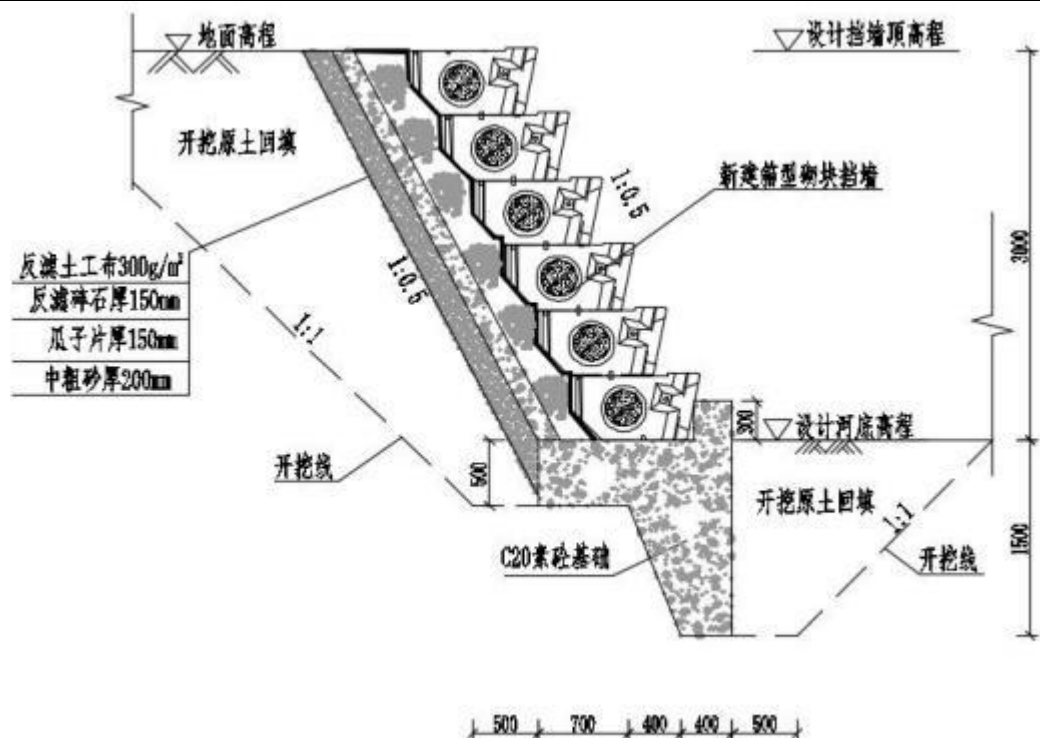 地面高程
设计挡墙顶高程
开挖原土回填
1:0.5
新建箱型砌块挡墙
3000
反滤土工布300g/㎡
反滤碎石厚150mm
瓜子片厚150mm
中粗砂厚200mm
1:0.5
1:1
300
设计河底高程
开挖线
500
开挖原土回填
1:1
1500
C20素砼基础
开挖线
500 700 400 400 500